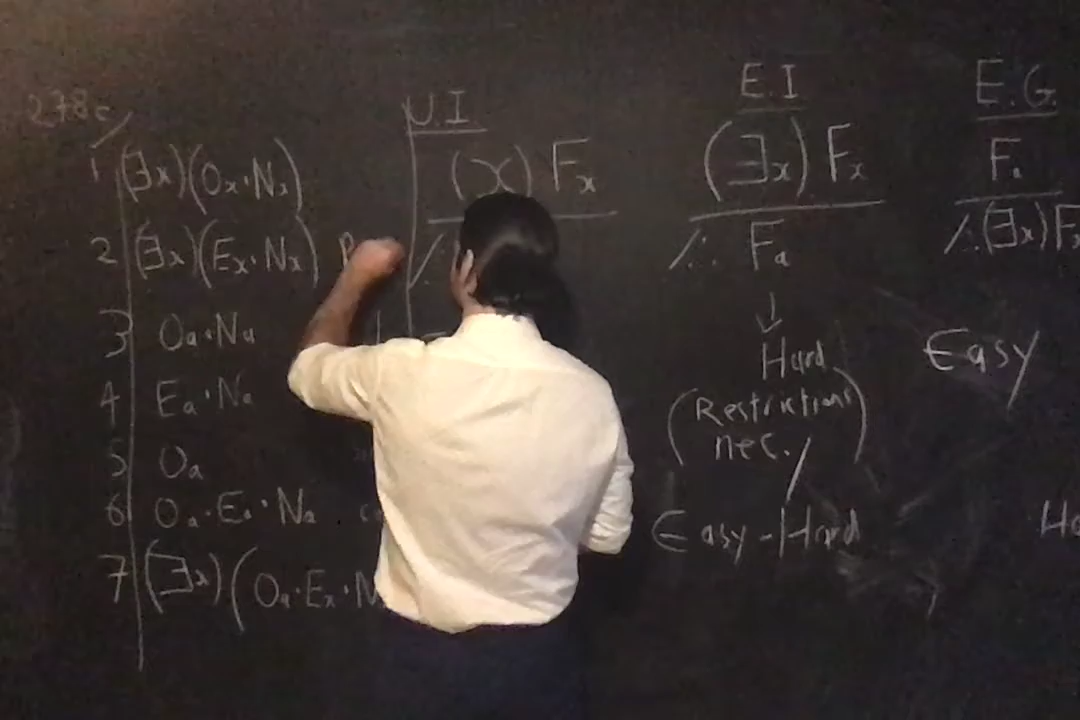 278c
1 (∃x)(Ox·Nx)
2 (∃x)(Ex·Nx) P
3 Oa·Na
4 Ea·Na
5 Oa
6 Oa·Ea·Na
7 (∃x)(Oa·Ex·N
U.I
(x) Fx
E.I
(∃x) Fx
/∴ Fa
↓
Hard
(Restrictions
nec.)
Easy-Hard
E.G.
Fa
/∴ (∃x)Fx
Easy